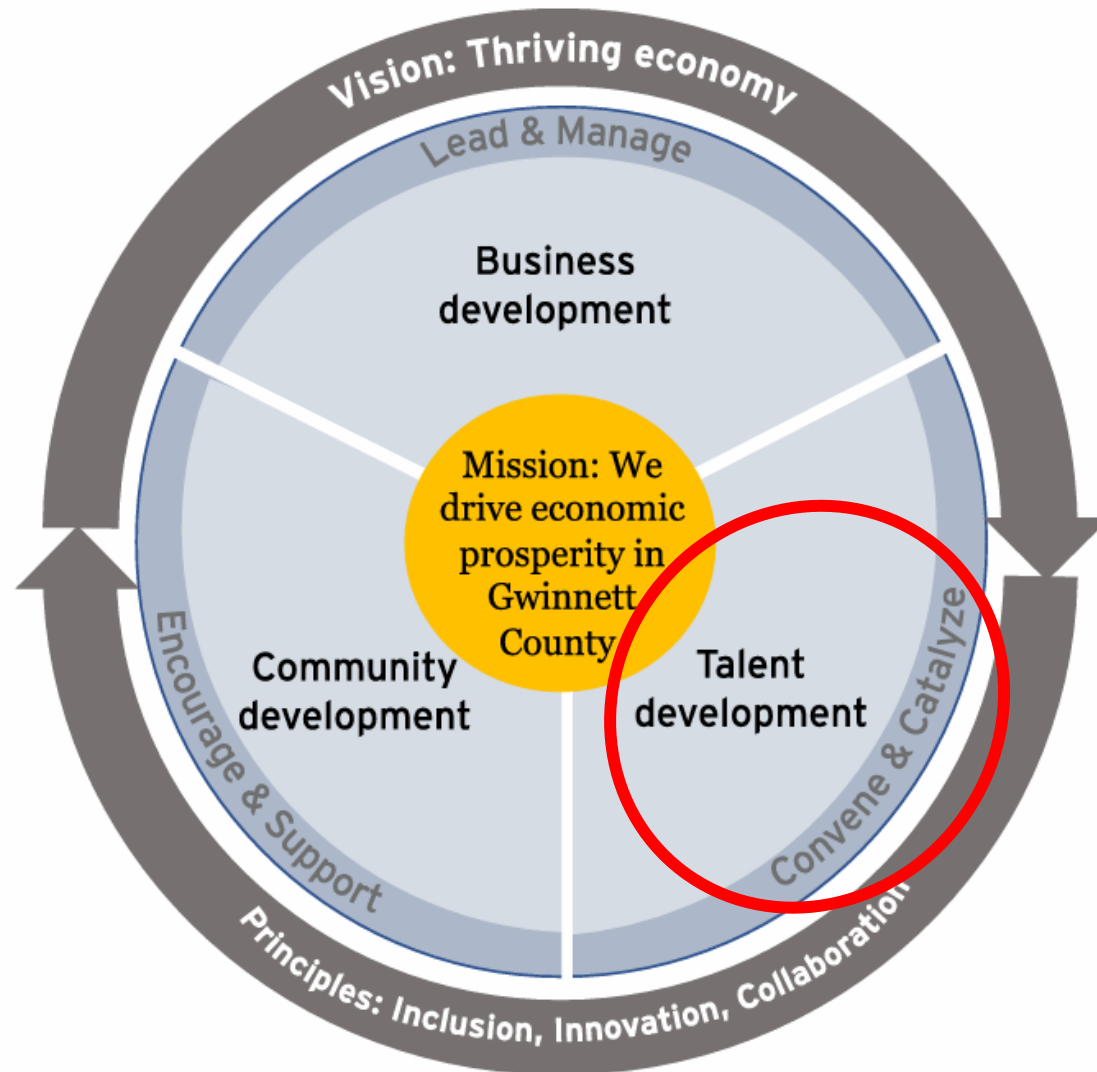 Vision: Thriving economy
Lead & Manage
Business
development
Mission: We
drive economic
prosperity in
Gwinnett
County
Community
development
Talent
development
Encourage & Support
Convene & Catalyze
Principles: Inclusion, Innovation, Collaboration